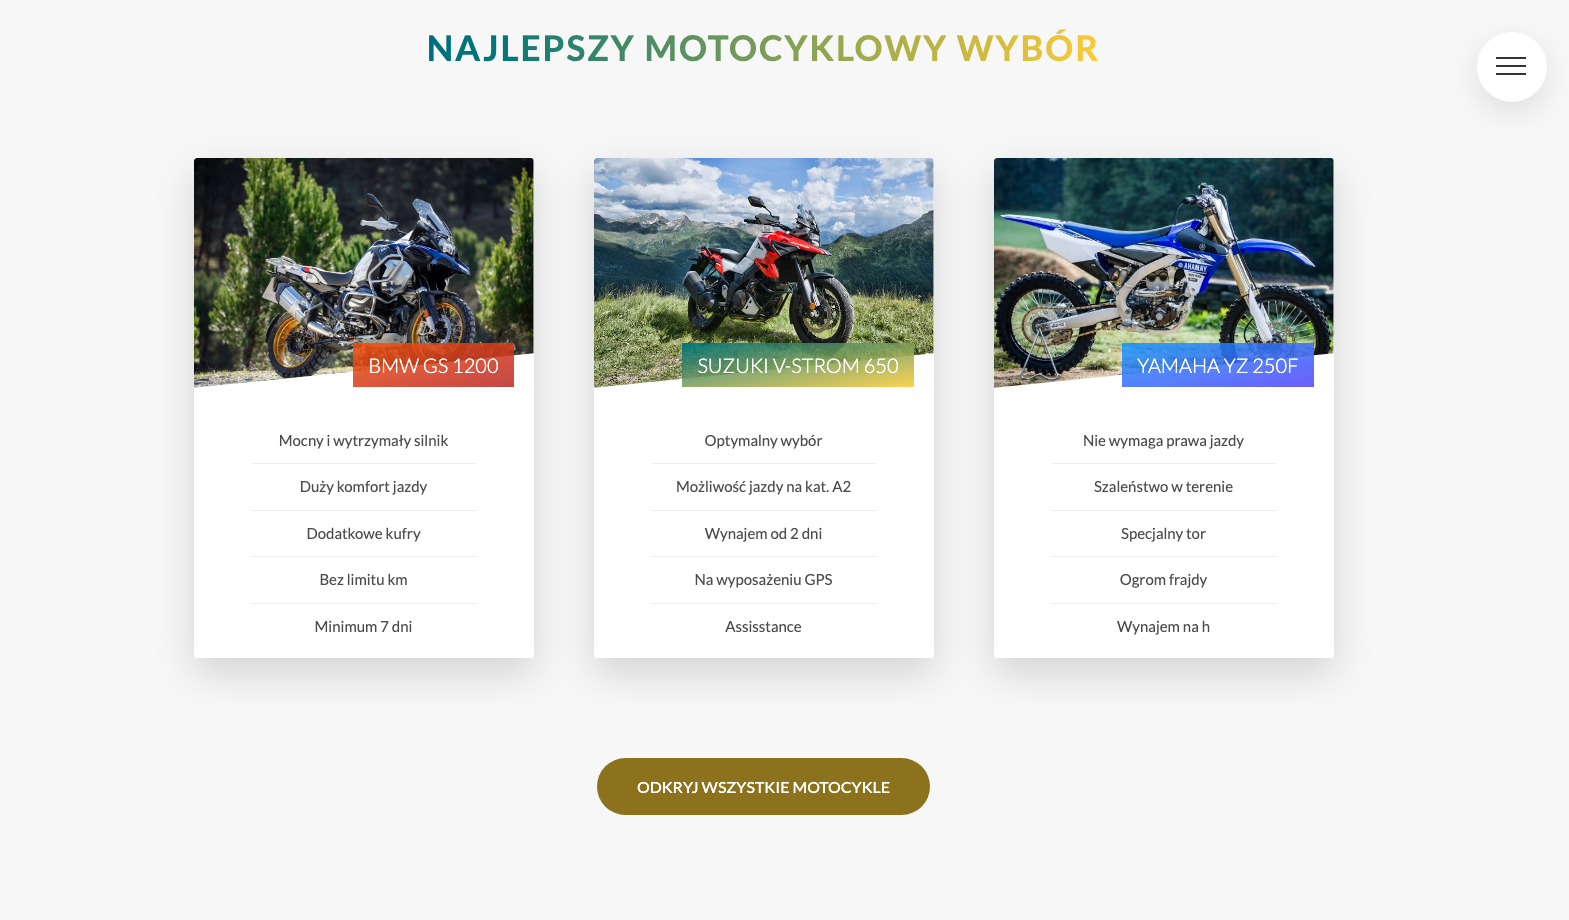 NAJLEPSZY MOTOCYKLOWY WYBÓR
BMW GS 1200
Mocny i wytrzymały silnik
Duży komfort jazdy
Dodatkowe kufry
Bez limitu km
Minimum 7 dni
SUZUKI V-STROM 650
Optymalny wybór
Możliwość jazdy na kat. A2
Wynajem od 2 dni
Na wyposażeniu GPS
Assisstance
YAMAHA YZ 250F
Nie wymaga prawa jazdy
Szaleństwo w terenie
Specjalny tor
Ogrom frajdy
Wynajem na h
ODKRYJ WSZYSTKIE MOTOCYKLE